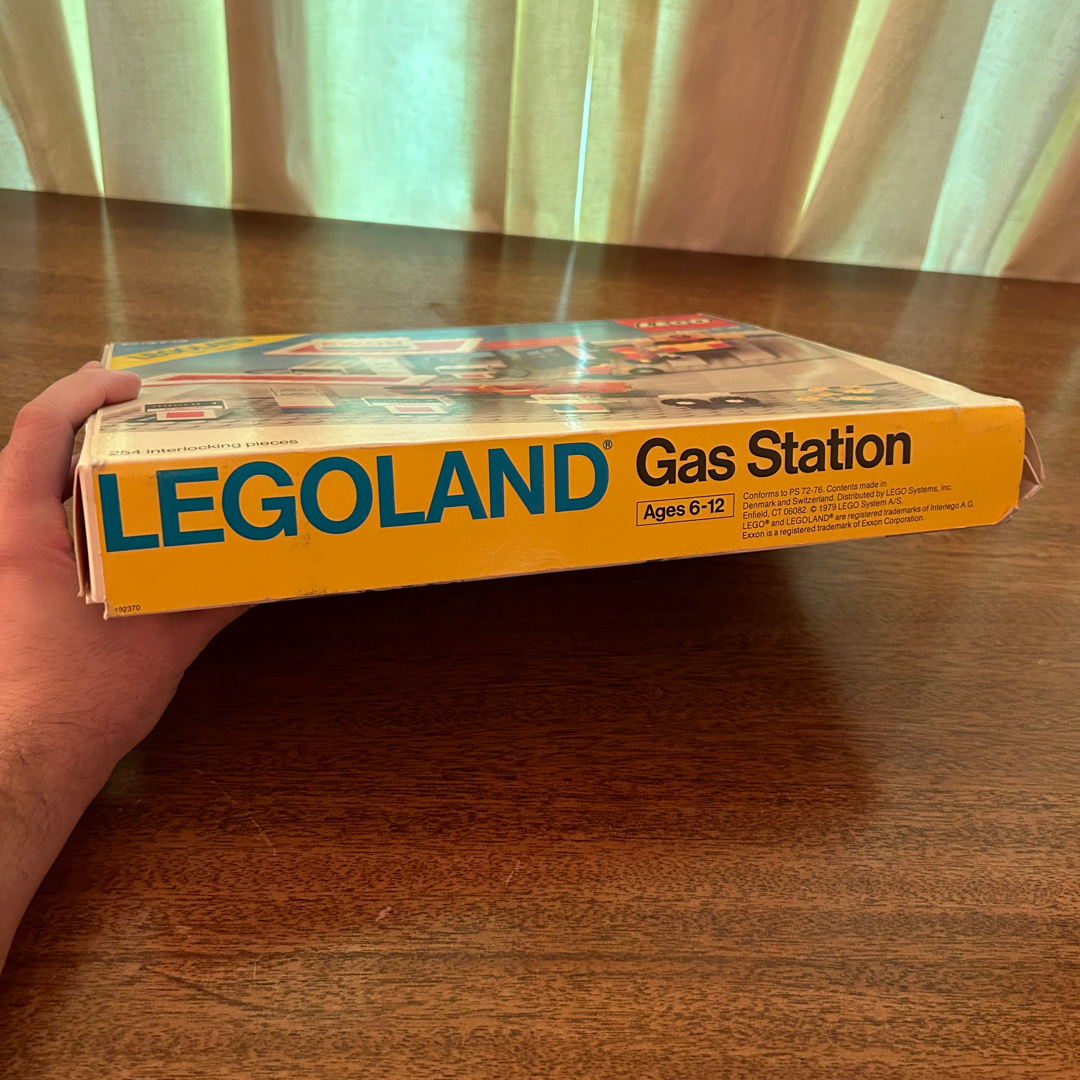 LEGO
LEGOLAND
254 interlocking pieces
LEGOLAND®
Gas Station
Ages 6-12
Conforms to PS 72-76. Contents made in
Denmark and Switzerland. Distributed by LEGO Systems, Inc.
Enfield, CT 06082. © 1979 LEGO System A/S.
LEGO® and LEGOLAND® are registered trademarks of Interlego A.G.
Exxon is a registered trademark of Exxon Corporation.
192370